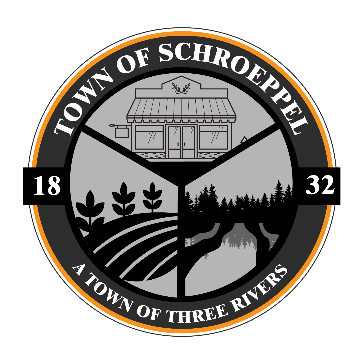 TOWN OF SCHROEPPEL
18 32
A TOWN OF THREE RIVERS